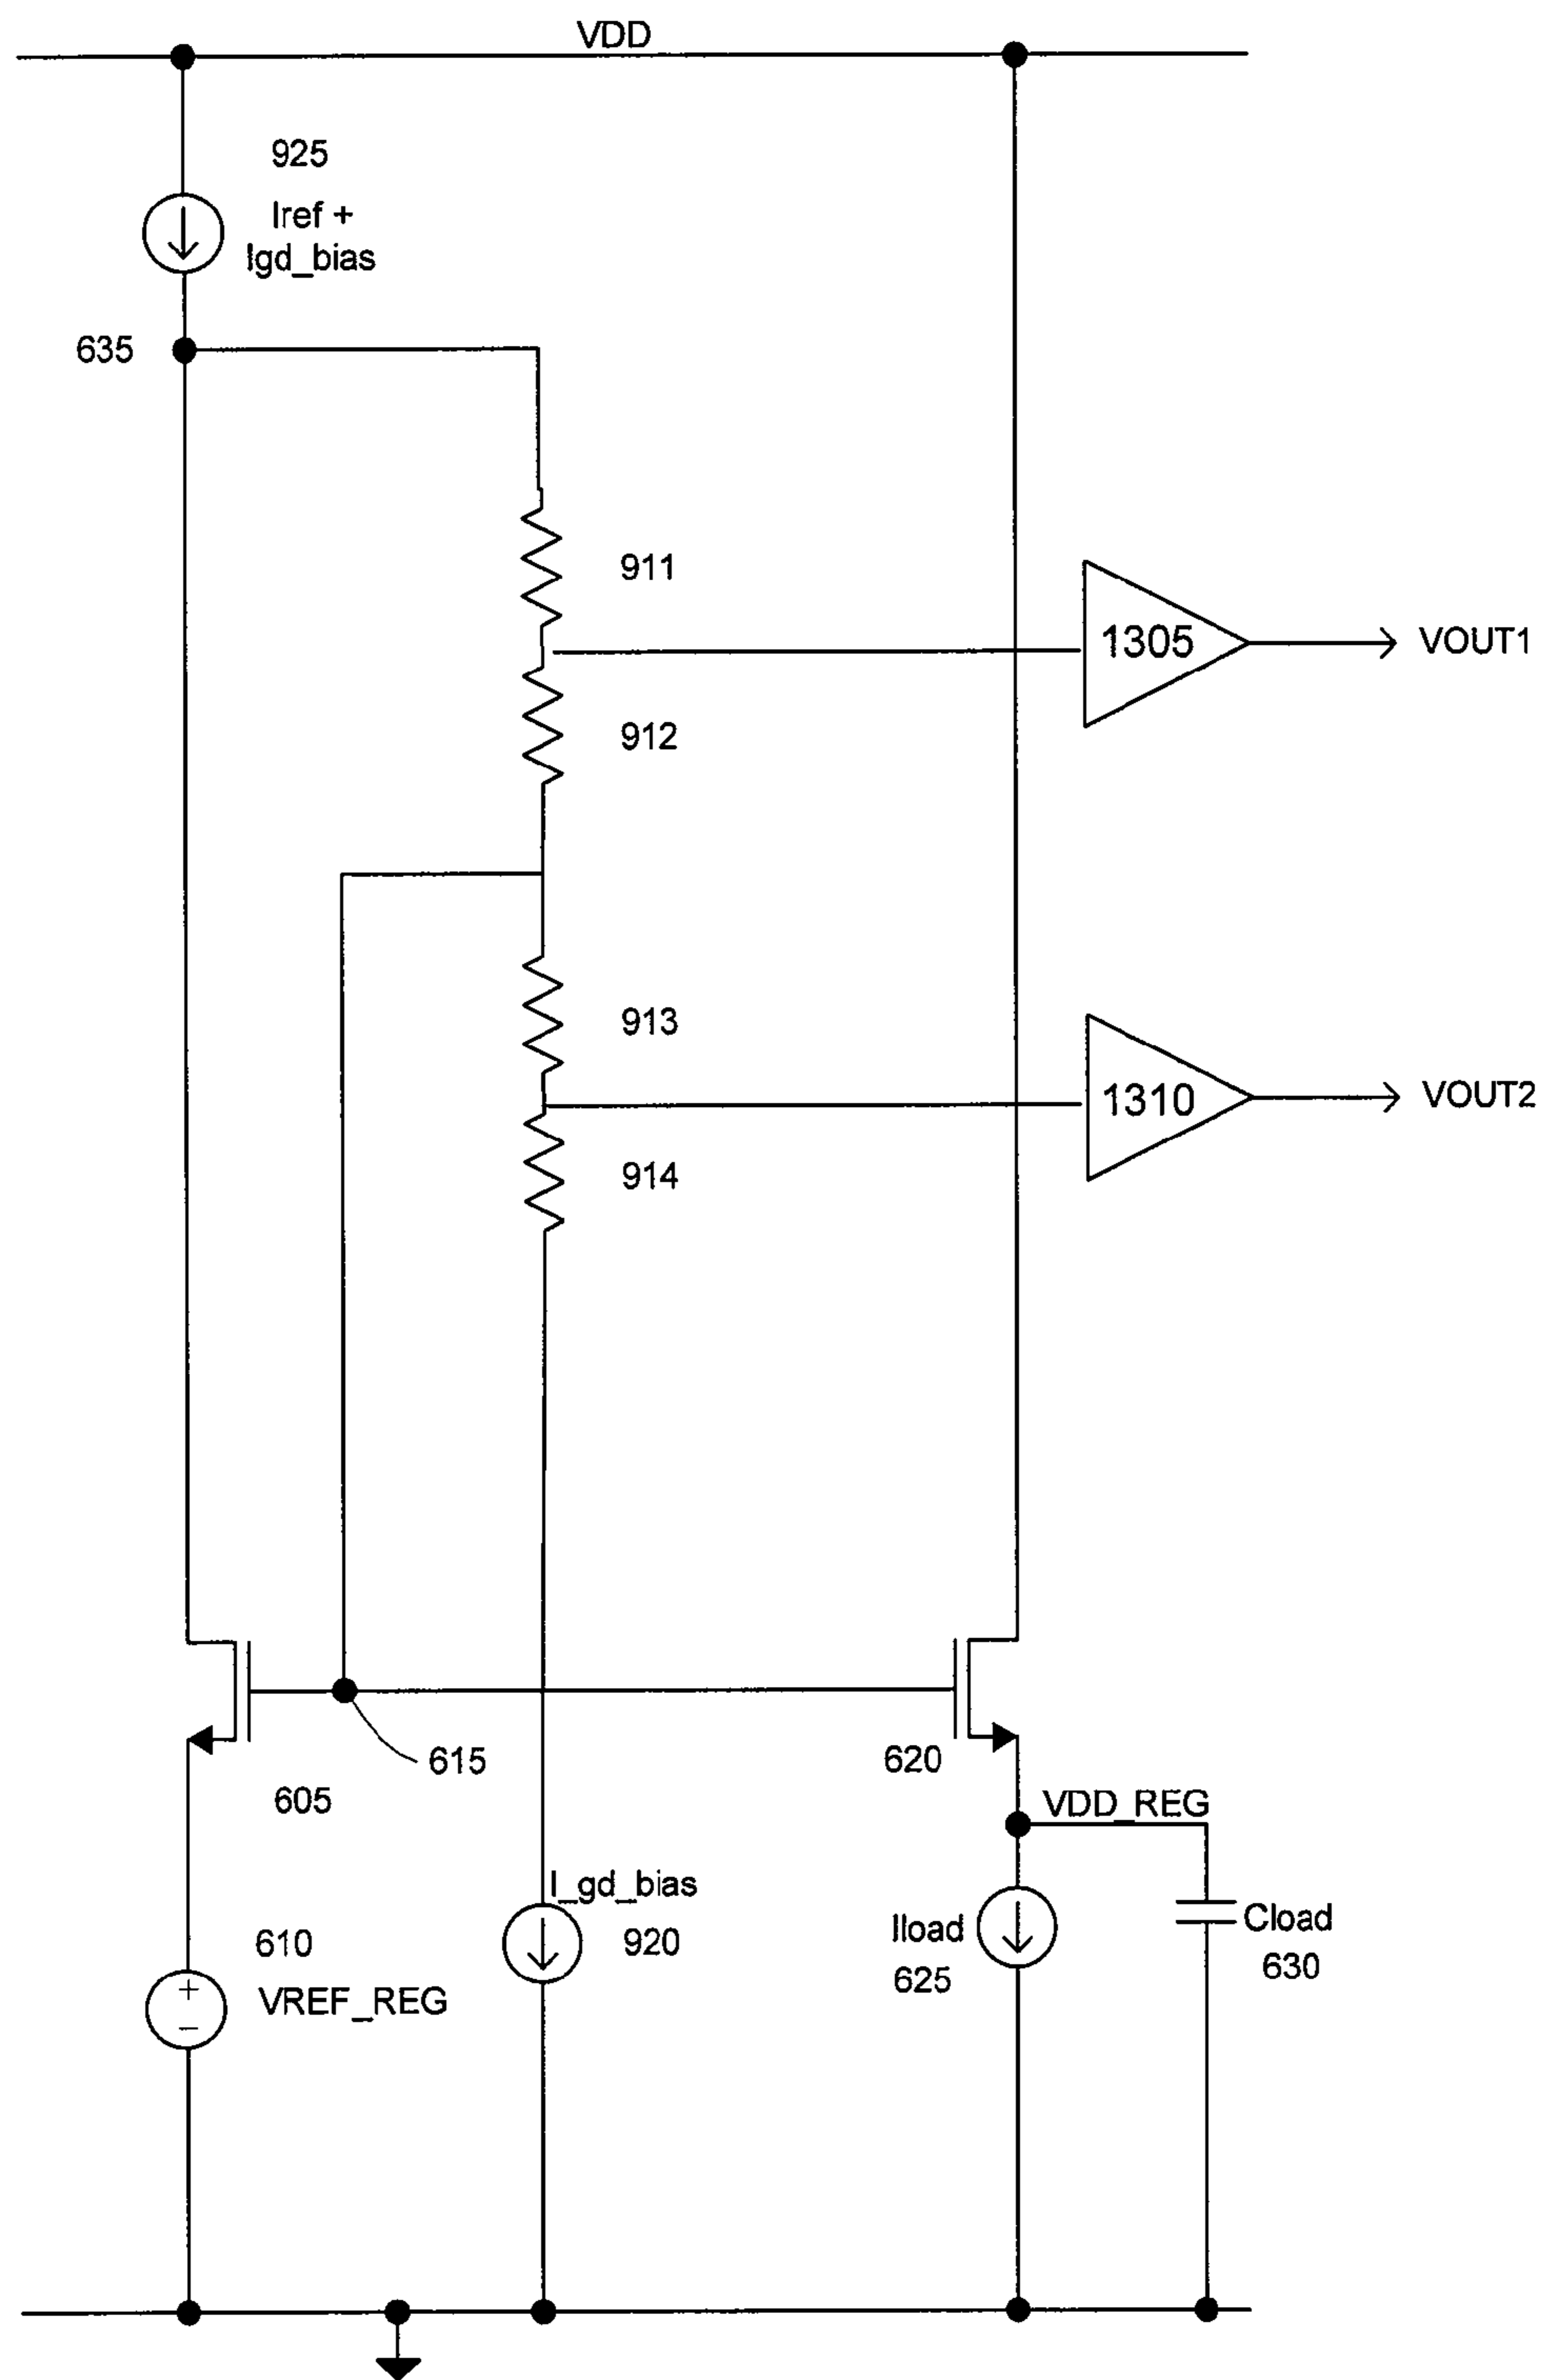 VDD
925
Iref +
Igd_bias
635
911
1305
VOUT1
912
913
1310
VOUT2
914
615
620
605
VDD_REG
I_gd_bias
920
Iload
625
Cload
630
610
+
VREF_REG
–